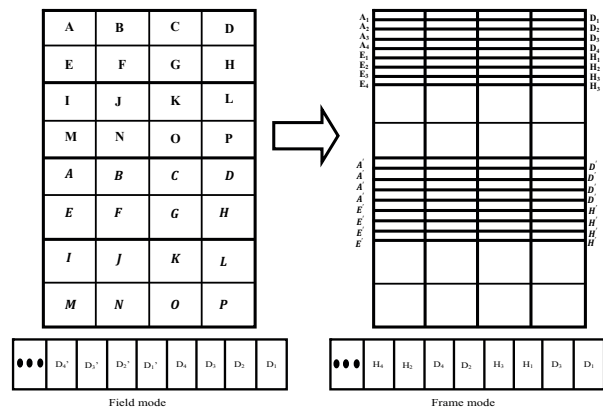 A B C D
E F G H
I J K L
M N O P
A B C D
E F G H
I J K L
M N O P
A1 D1
A2 D2
A3 D3
A4 D4
E1 H1
E2 H2
E3 H3
E4 H3
A' D'
A' D'
A' D'
A' D'
E' H'
E' H'
E' H'
E' H'
D4' D3' D2' D1' D4 D3 D2 D1
Field mode
H4 H2 D4 D2 H3 H1 D3 D1
Frame mode